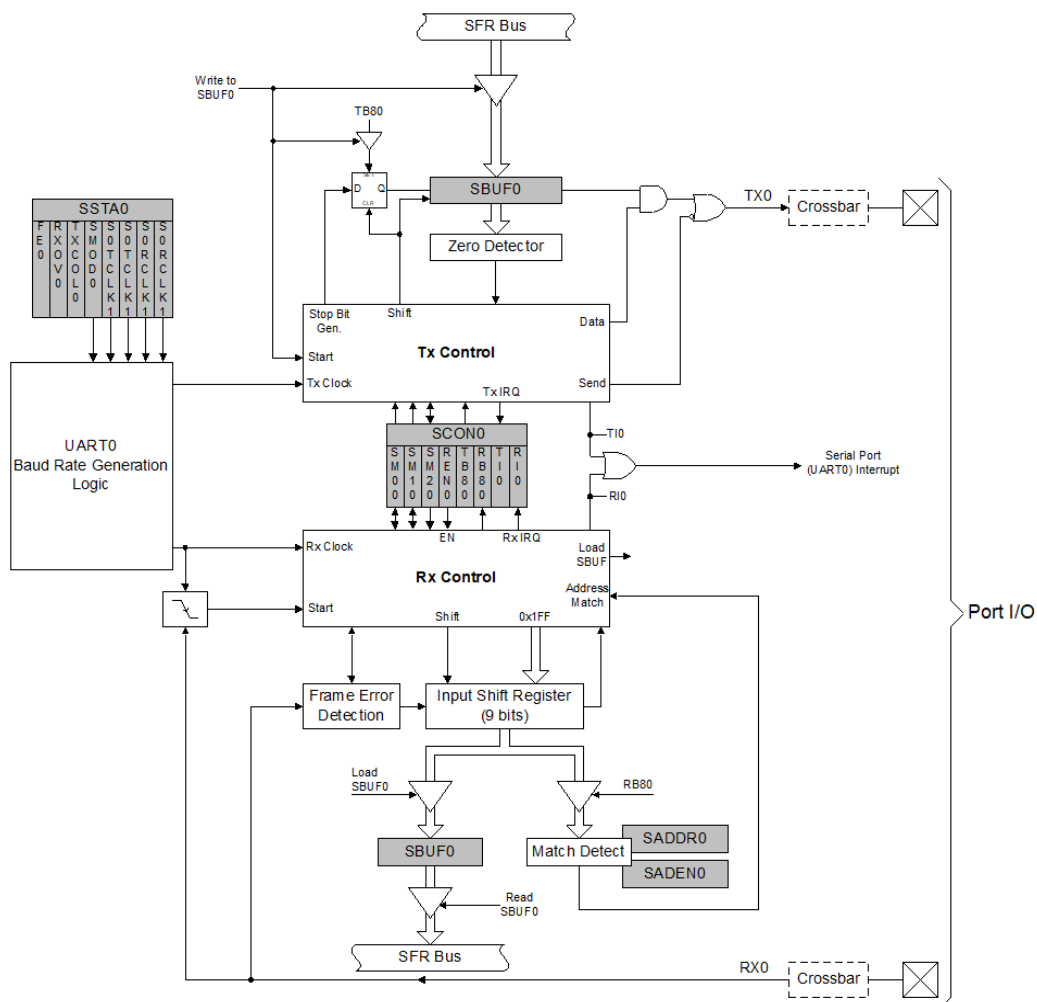 SFR Bus
Write to
SBUF0
TB80
SET
D Q
CLR
SBUF0
TX0
Crossbar
Zero Detector
SSTA0
FE0
RXOV0
TXCOL0
SMOD0
S0TCLK1
S0TCLK1
S0RCLK1
S0RCLK1
Stop Bit
Gen.
Shift
Data
Tx Control
Start
Tx Clock
Tx IRQ
Send
UART0
Baud Rate Generation
Logic
SCON0
SM00
SM10
SM20
REN0
TB80
RB80
TI0
RI0
TI0
Serial Port
(UART0) Interrupt
RI0
Rx Clock
EN
Rx IRQ
Load
SBUF
Rx Control
Address
Match
Start
Shift
0x1FF
Port I/O
Frame Error
Detection
Input Shift Register
(9 bits)
Load
SBUF0
RB80
SBUF0
Match Detect
SADDR0
SADEN0
Read
SBUF0
SFR Bus
RX0
Crossbar